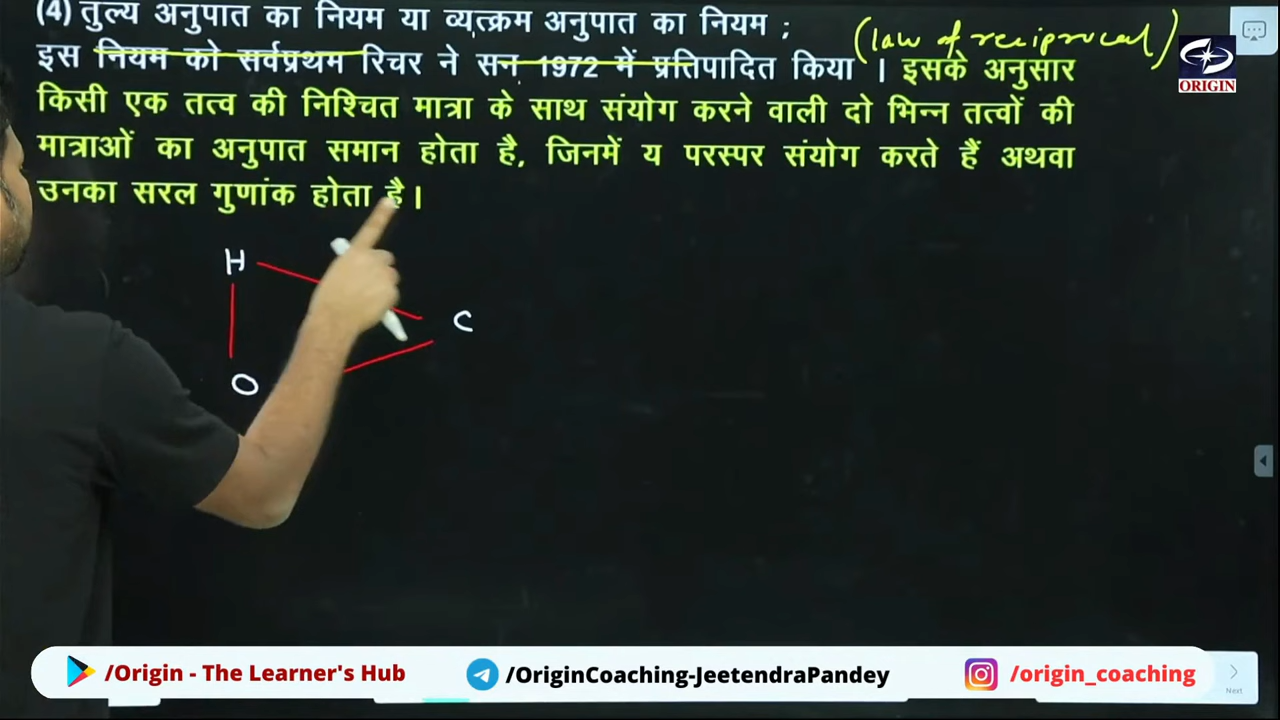 (4) तुल्य अनुपात का नियम या व्यत्क्रम अनुपात का नियम ;
(law of reciprocal)
इस नियम को सर्वप्रथम रिचर ने सन् 1972 में प्रतिपादित किया । इसके अनुसार
किसी एक तत्व की निश्चित मात्रा के साथ संयोग करने वाली दो भिन्न तत्वों की
मात्राओं का अनुपात समान होता है, जिनमें य परस्पर संयोग करते हैं अथवा
उनका सरल गुणांक होता है ।
ORIGIN
H
C
O
/Origin - The Learner's Hub
/OriginCoaching-JeetendraPandey
/origin_coaching
Next